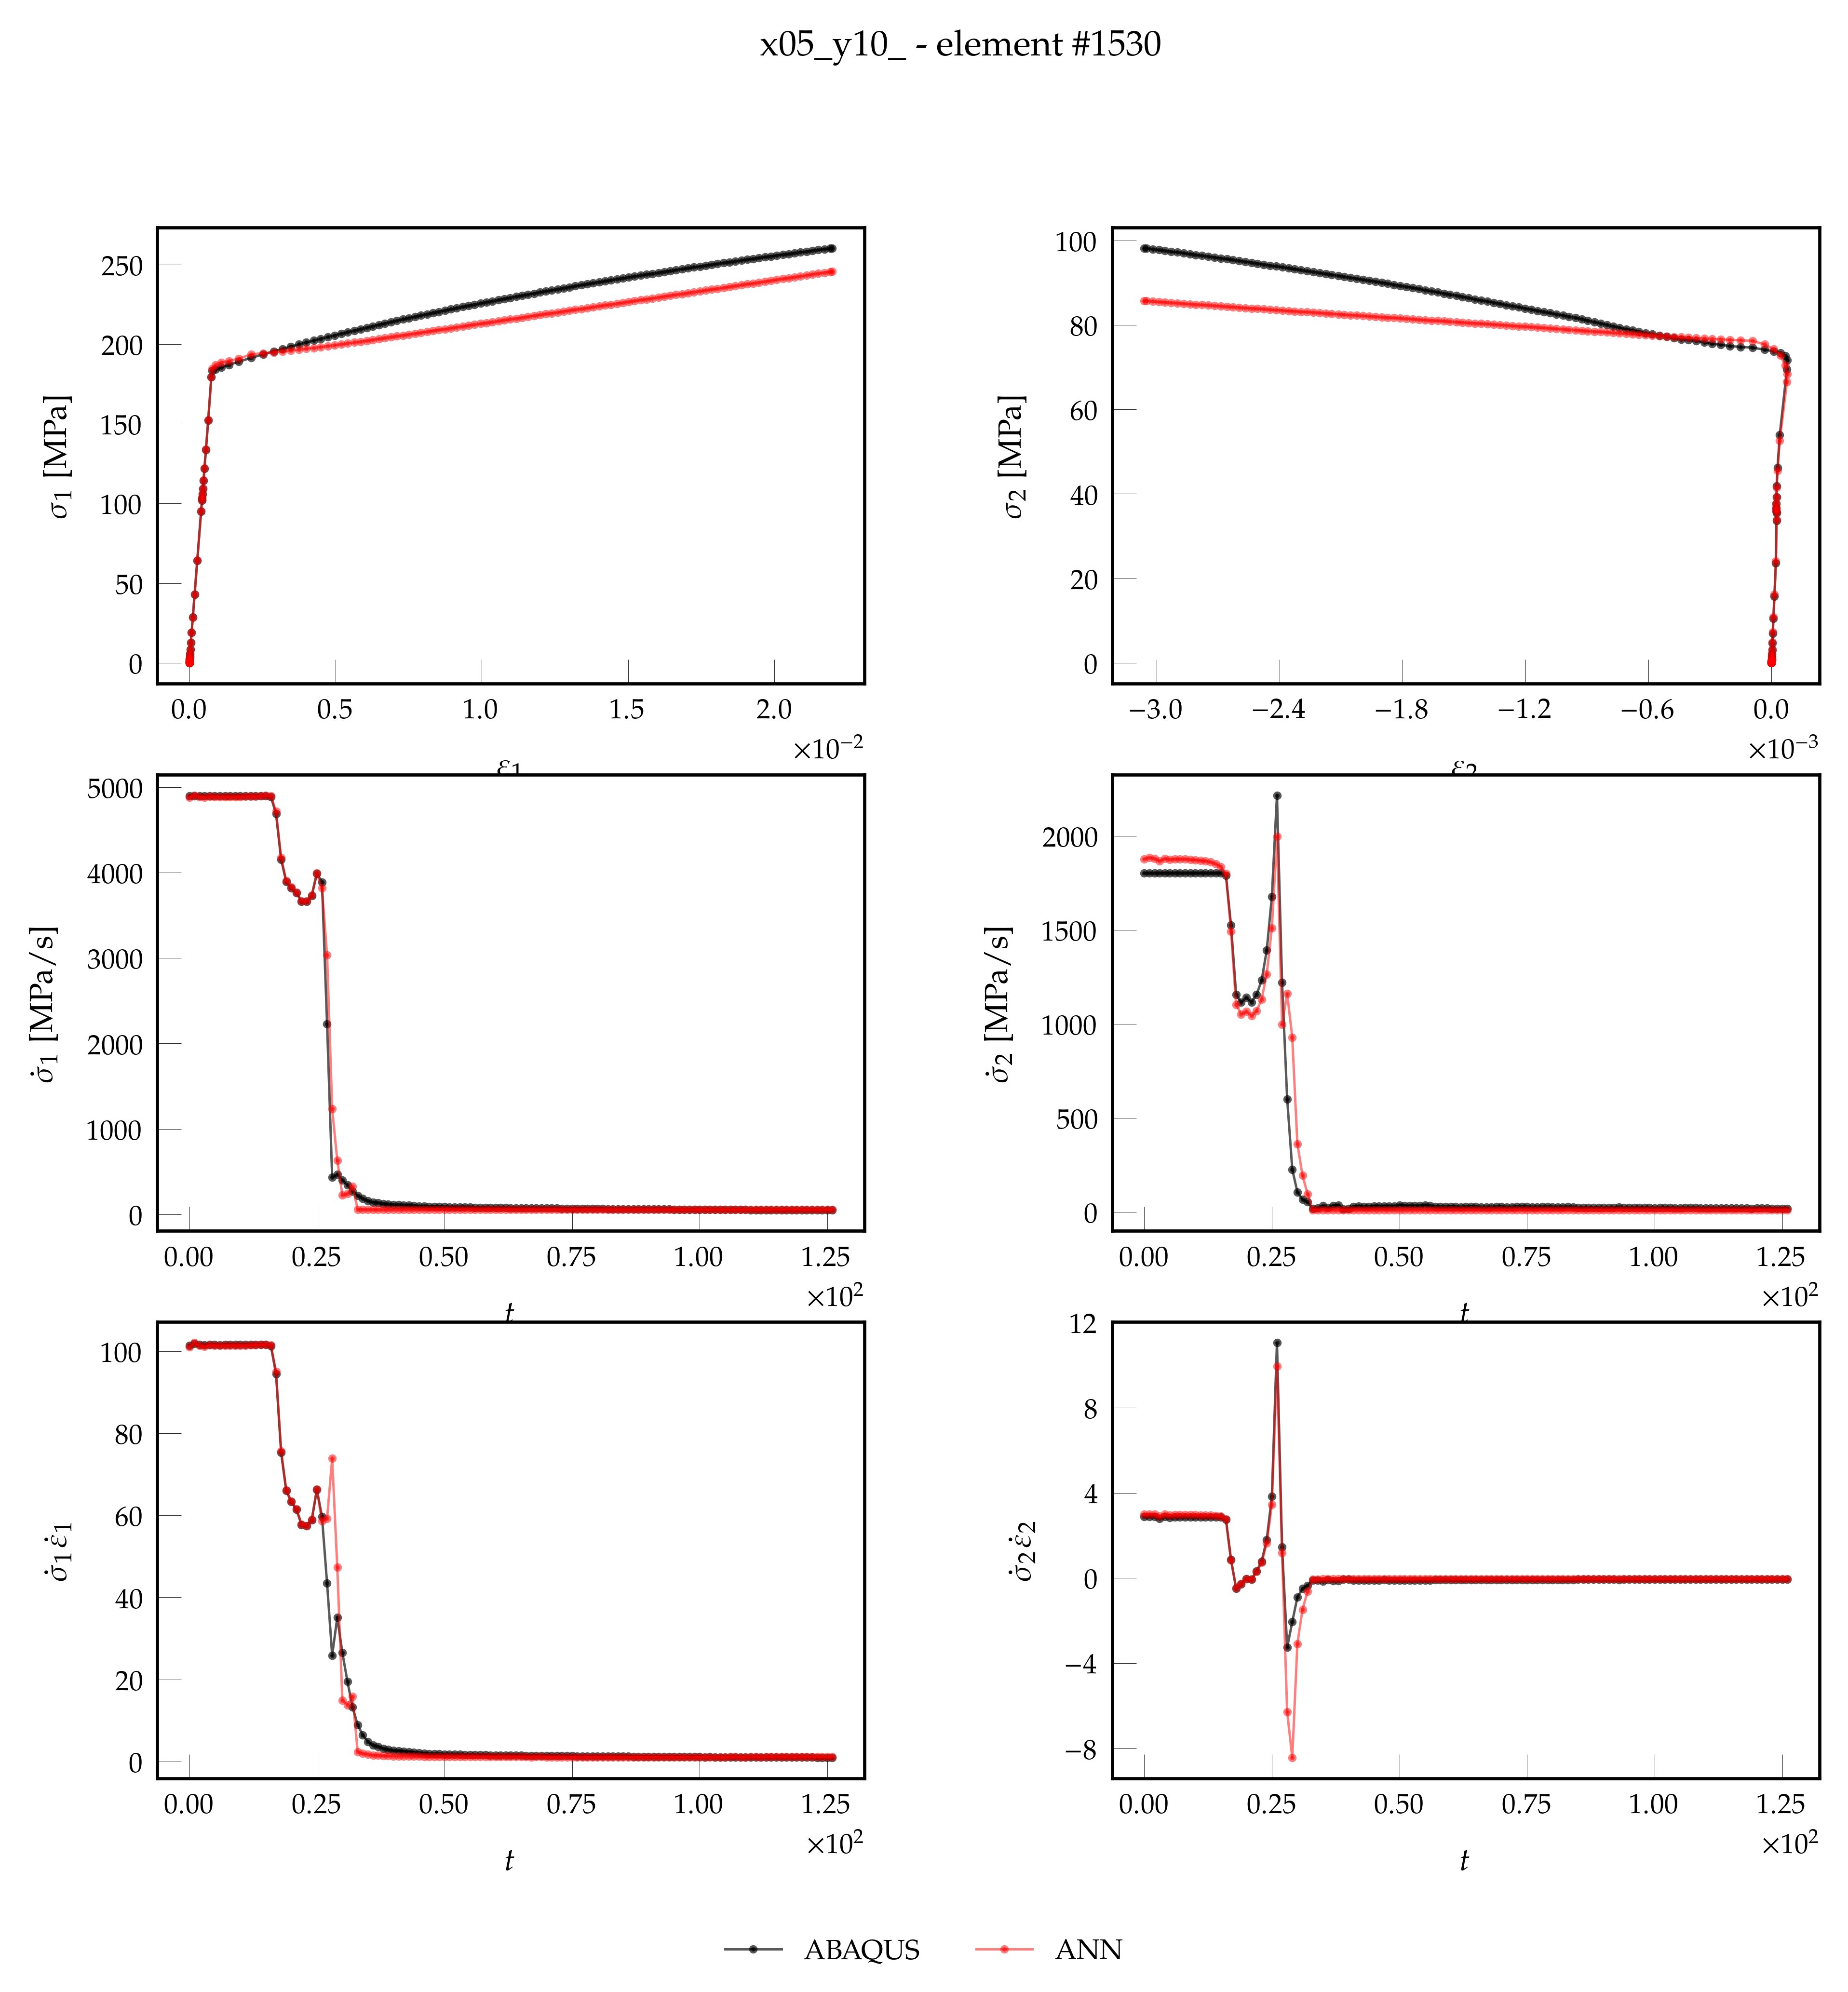 x05_y10_ - element #1530
σ₁ [MPa]
250
200
150
100
50
0
0.0 0.5 1.0 1.5 2.0
×10⁻²
ε₁
σ₂ [MPa]
100
80
60
40
20
0
−3.0 −2.4 −1.8 −1.2 −0.6 0.0
×10⁻³
ε₂
σ̇₁ [MPa/s]
5000
4000
3000
2000
1000
0
0.00 0.25 0.50 0.75 1.00 1.25
×10²
t
σ̇₂ [MPa/s]
2000
1500
1000
500
0
0.00 0.25 0.50 0.75 1.00 1.25
×10²
t
σ̇₁ε̇₁
100
80
60
40
20
0
0.00 0.25 0.50 0.75 1.00 1.25
×10²
t
σ̇₂ε̇₂
12
8
4
0
−4
−8
0.00 0.25 0.50 0.75 1.00 1.25
×10²
t
ABAQUS ANN